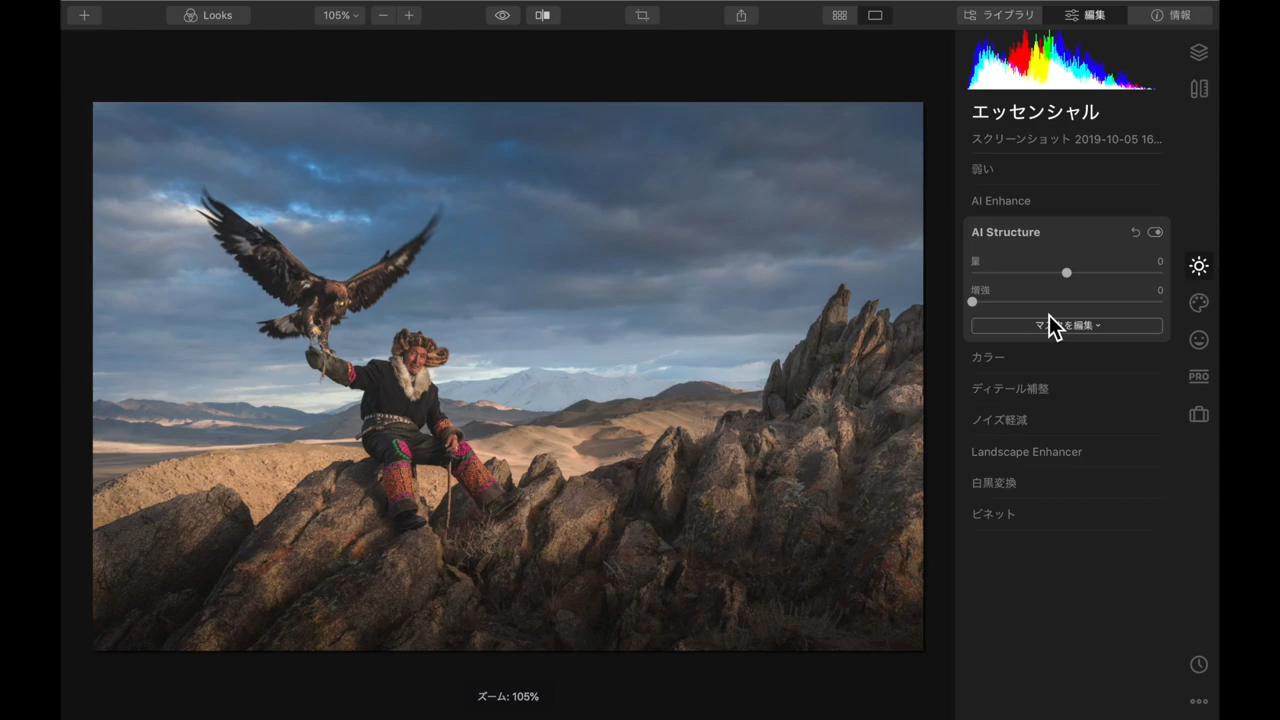 Looks
105%
ライブラリ
編集
情報
エッセンシャル
スクリーンショット 2019-10-05 16...
弱い
AI Enhance
AI Structure
量 0
増強 0
を編集
カラー
ディテール補整
ノイズ軽減
Landscape Enhancer
白黒変換
ビネット
PRO
ズーム: 105%